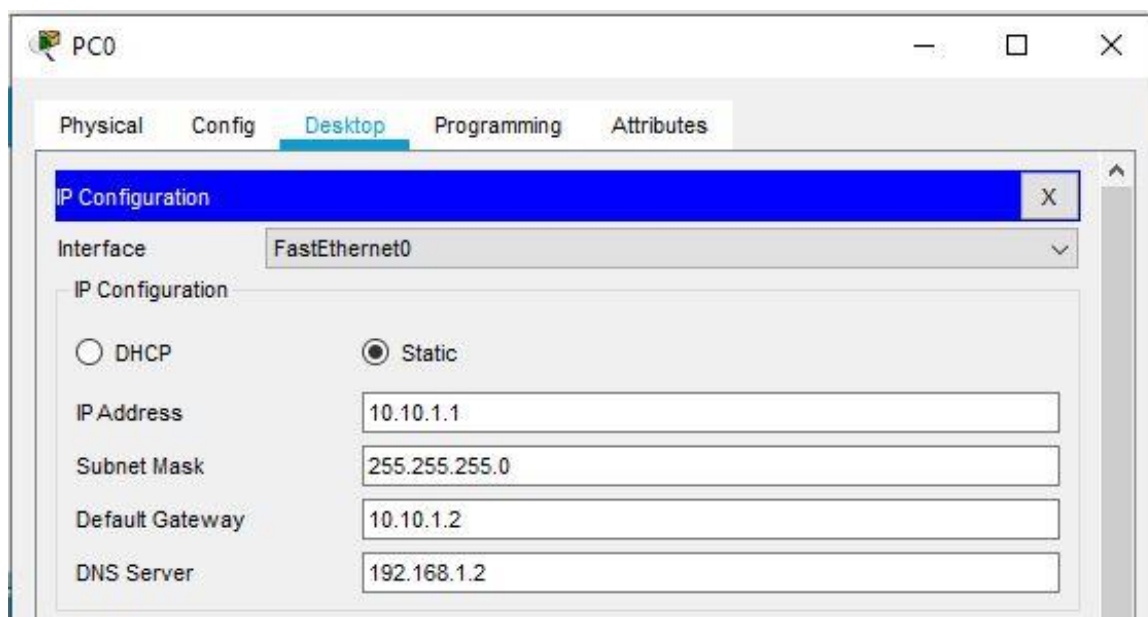 PC0
Physical Config Desktop Programming Attributes
IP Configuration X
Interface FastEthernet0
IP Configuration
DHCP Static
IP Address 10.10.1.1
Subnet Mask 255.255.255.0
Default Gateway 10.10.1.2
DNS Server 192.168.1.2